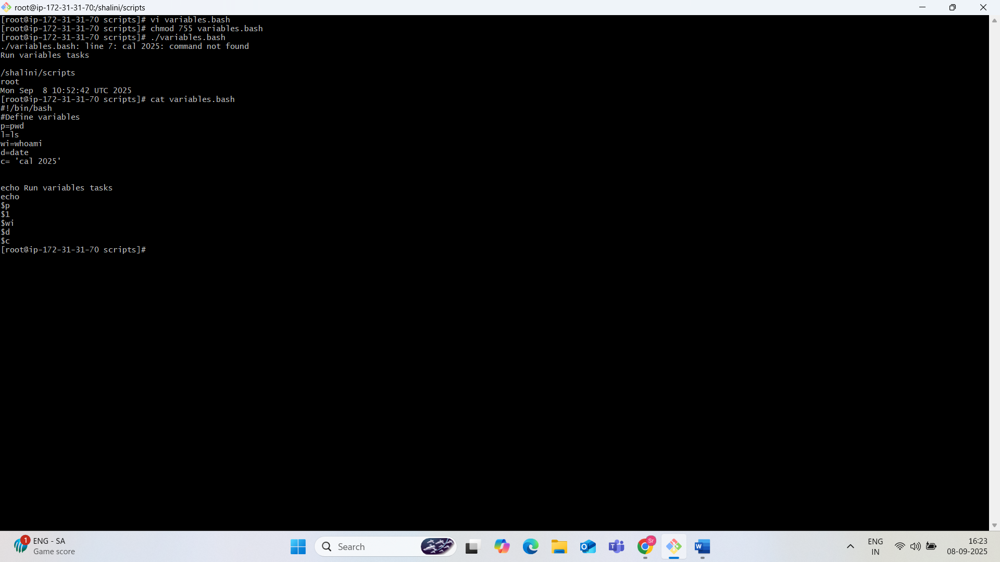 root@ip-172-31-31-70:/shalini/scripts
[root@ip-172-31-31-70 scripts]# vi variables.bash
[root@ip-172-31-31-70 scripts]# chmod 755 variables.bash
[root@ip-172-31-31-70 scripts]# ./variables.bash
./variables.bash: line 7: cal 2025: command not found
Run variables tasks

/shalini/scripts
root
Mon Sep  8 10:52:42 UTC 2025
[root@ip-172-31-31-70 scripts]# cat variables.bash
#!/bin/bash
#Define variables
p=pwd
l=ls
wi=whoami
d=date
c= 'cal 2025'

echo Run variables tasks
echo
$p
$1
$wi
$d
$c
[root@ip-172-31-31-70 scripts]#
1
ENG - SA
Game score
Search
Sr
ENG
IN
16:23
08-09-2025